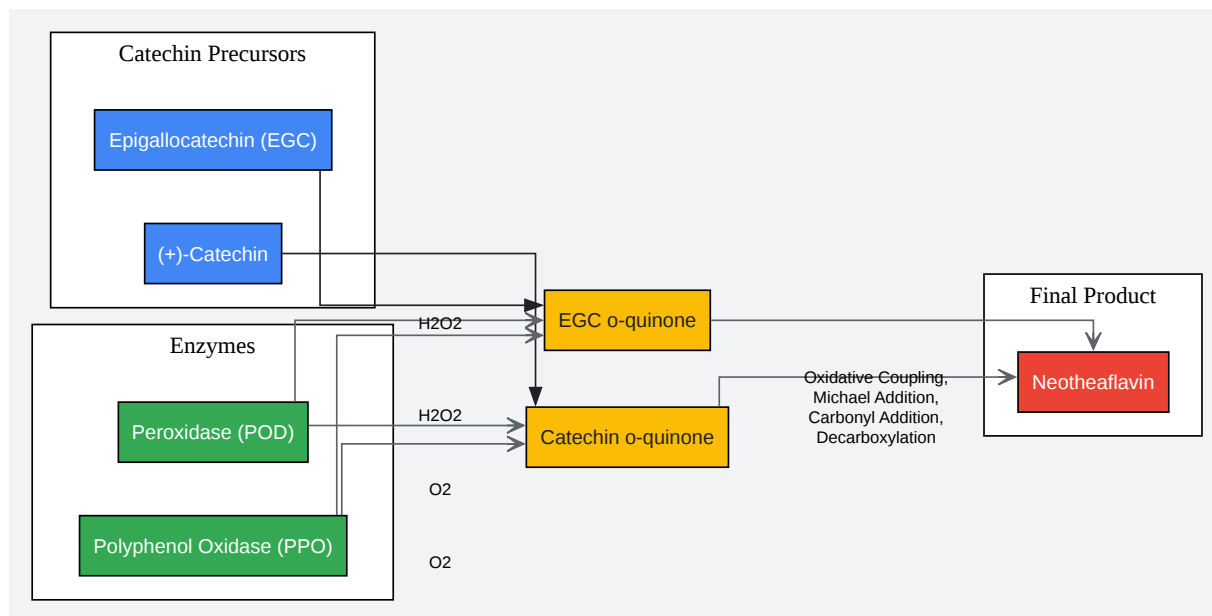 Catechin Precursors
Epigallocatechin (EGC)
(+)-Catechin
Enzymes
Peroxidase (POD)
Polyphenol Oxidase (PPO)
H2O2
H2O2
O2
O2
EGC o-quinone
Catechin o-quinone
Oxidative Coupling,
Michael Addition,
Carbonyl Addition,
Decarboxylation
Final Product
Neotheaflavin